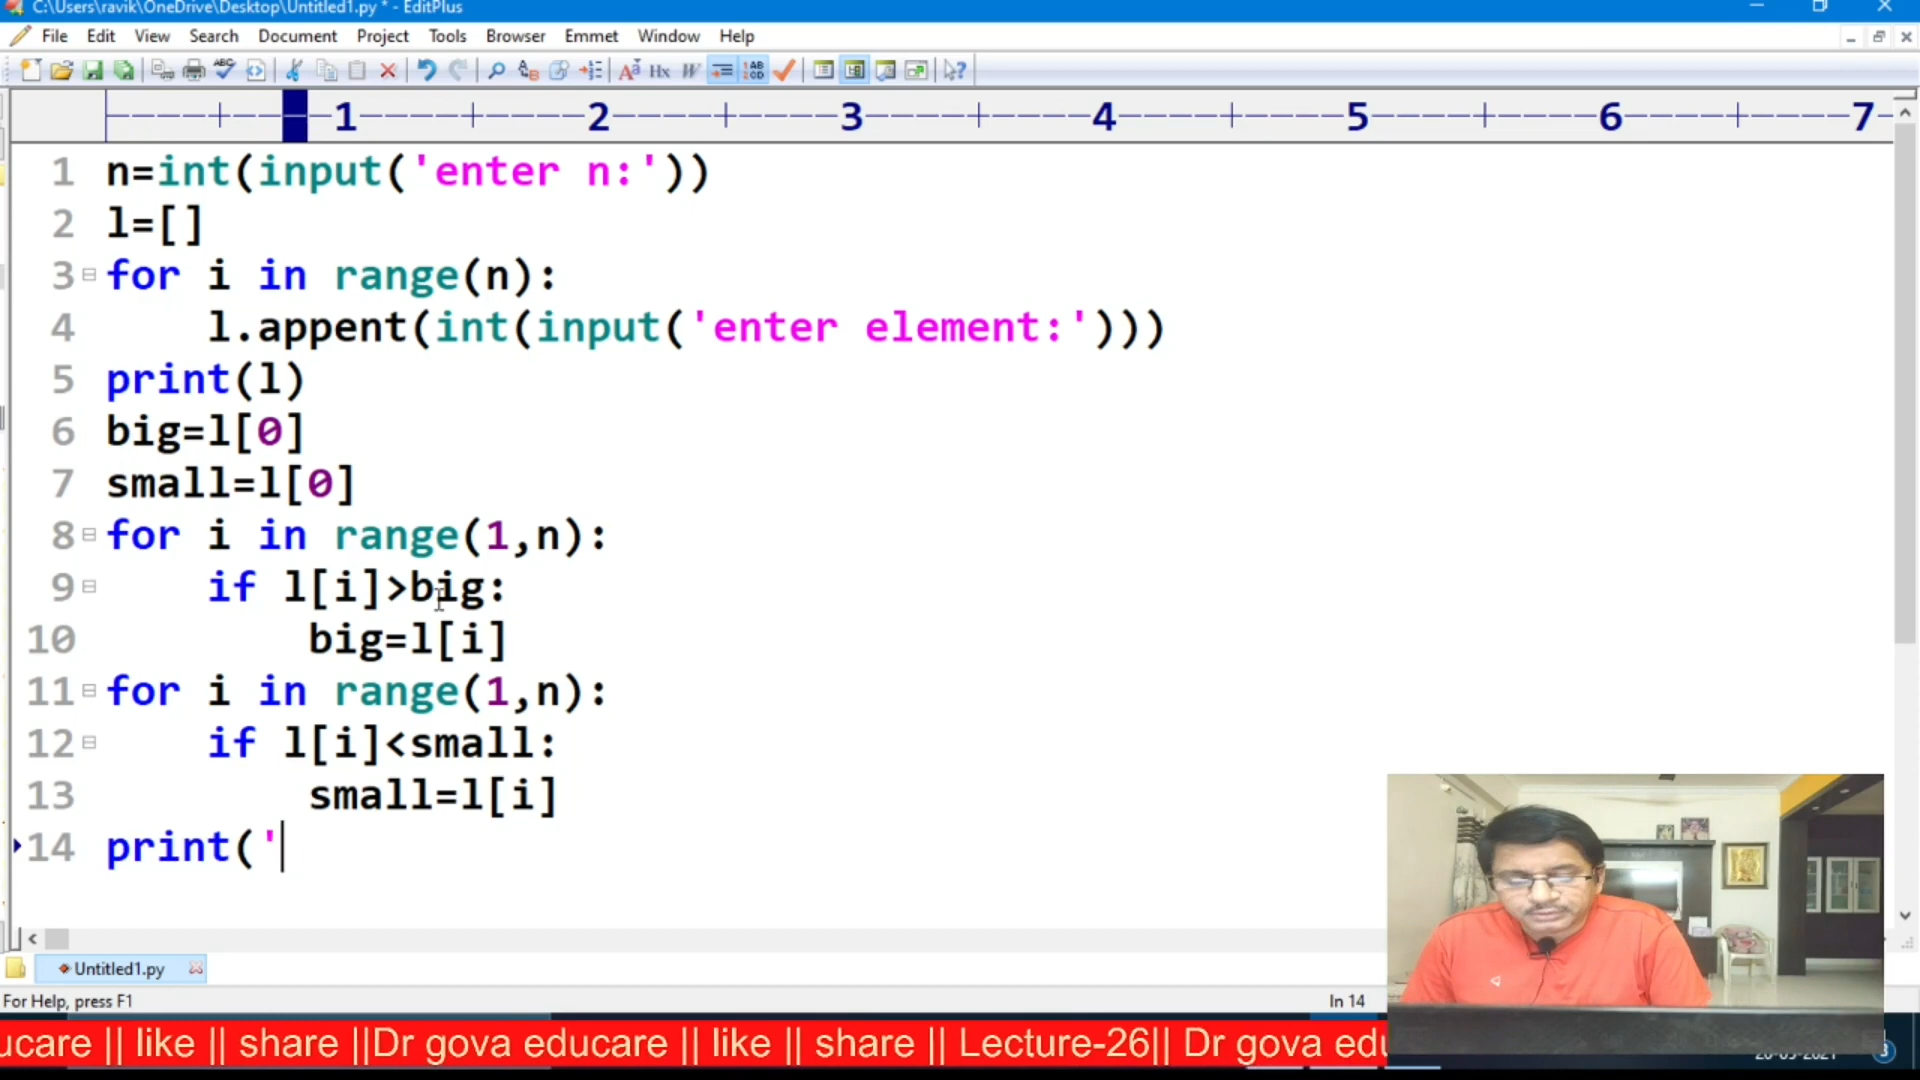 C:\Users\ravik\OneDrive\Desktop\Untitled1.py * - EditPlus
File Edit View Search Document Project Tools Browser Emmet Window Help
----+----1----+----2----+----3----+----4----+----5----+----6----+----7-
1 n=int(input('enter n:'))
2 l=[]
3 for i in range(n):
4     l.appent(int(input('enter element:')))
5 print(l)
6 big=l[0]
7 small=l[0]
8 for i in range(1,n):
9     if l[i]>big:
10         big=l[i]
11 for i in range(1,n):
12     if l[i]<small:
13         small=l[i]
14 print('
Untitled1.py
For Help, press F1
ln 14
ucare || like || share ||Dr gova educare || like || share || Lecture-26|| Dr gova edu